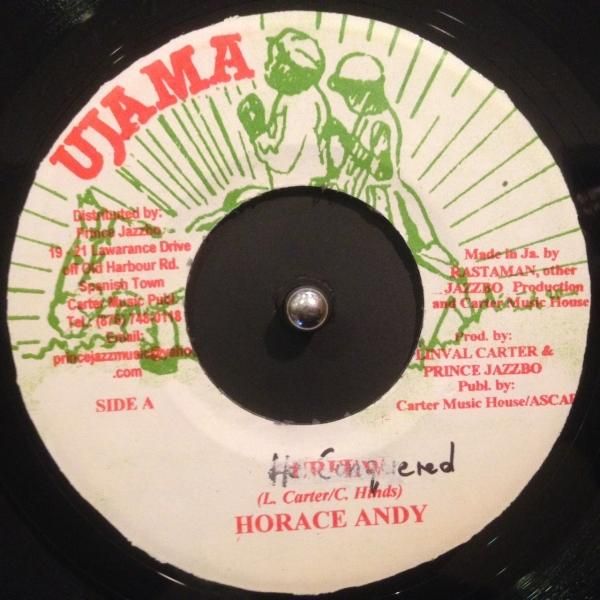 UJAMA
Distributed by:
Prince Jazzbo
19 - 21 Lawarance Drive
off Old Harbour Rd.
Spanish Town
Carter Music Publ.
Tel.: (876) 748-0118
Email:
princejazzmusic@yahoo
.com
SIDE A
Made in Ja. by
RASTAMAN, other
JAZZBO Production
and Carter Music House
Prod. by:
LINVAL CARTER &
PRINCE JAZZBO
Publ. by:
Carter Music House/ASCAP
He Conquered
(L. Carter/C. Hinds)
HORACE ANDY